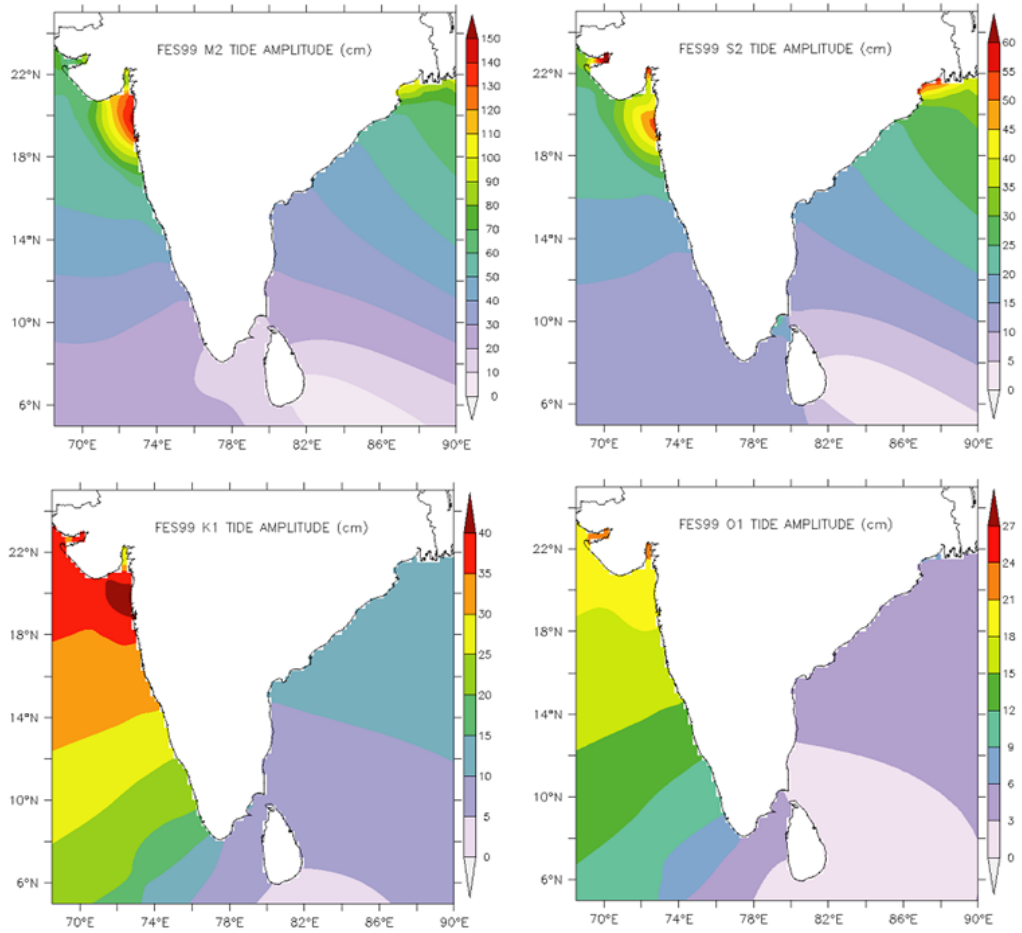 FES99 M2 TIDE AMPLITUDE (cm)
22°N
18°N
14°N
10°N
6°N
70°E 74°E 78°E 82°E 86°E 90°E
150
140
130
120
110
100
90
80
70
60
50
40
30
20
10
0
FES99 S2 TIDE AMPLITUDE (cm)
22°N
18°N
14°N
10°N
6°N
70°E 74°E 78°E 82°E 86°E 90°E
60
55
50
45
40
35
30
25
20
15
10
5
0
FES99 K1 TIDE AMPLITUDE (cm)
22°N
18°N
14°N
10°N
6°N
70°E 74°E 78°E 82°E 86°E 90°E
40
35
30
25
20
15
10
5
0
FES99 O1 TIDE AMPLITUDE (cm)
22°N
18°N
14°N
10°N
6°N
70°E 74°E 78°E 82°E 86°E 90°E
27
24
21
18
15
12
9
6
3
0